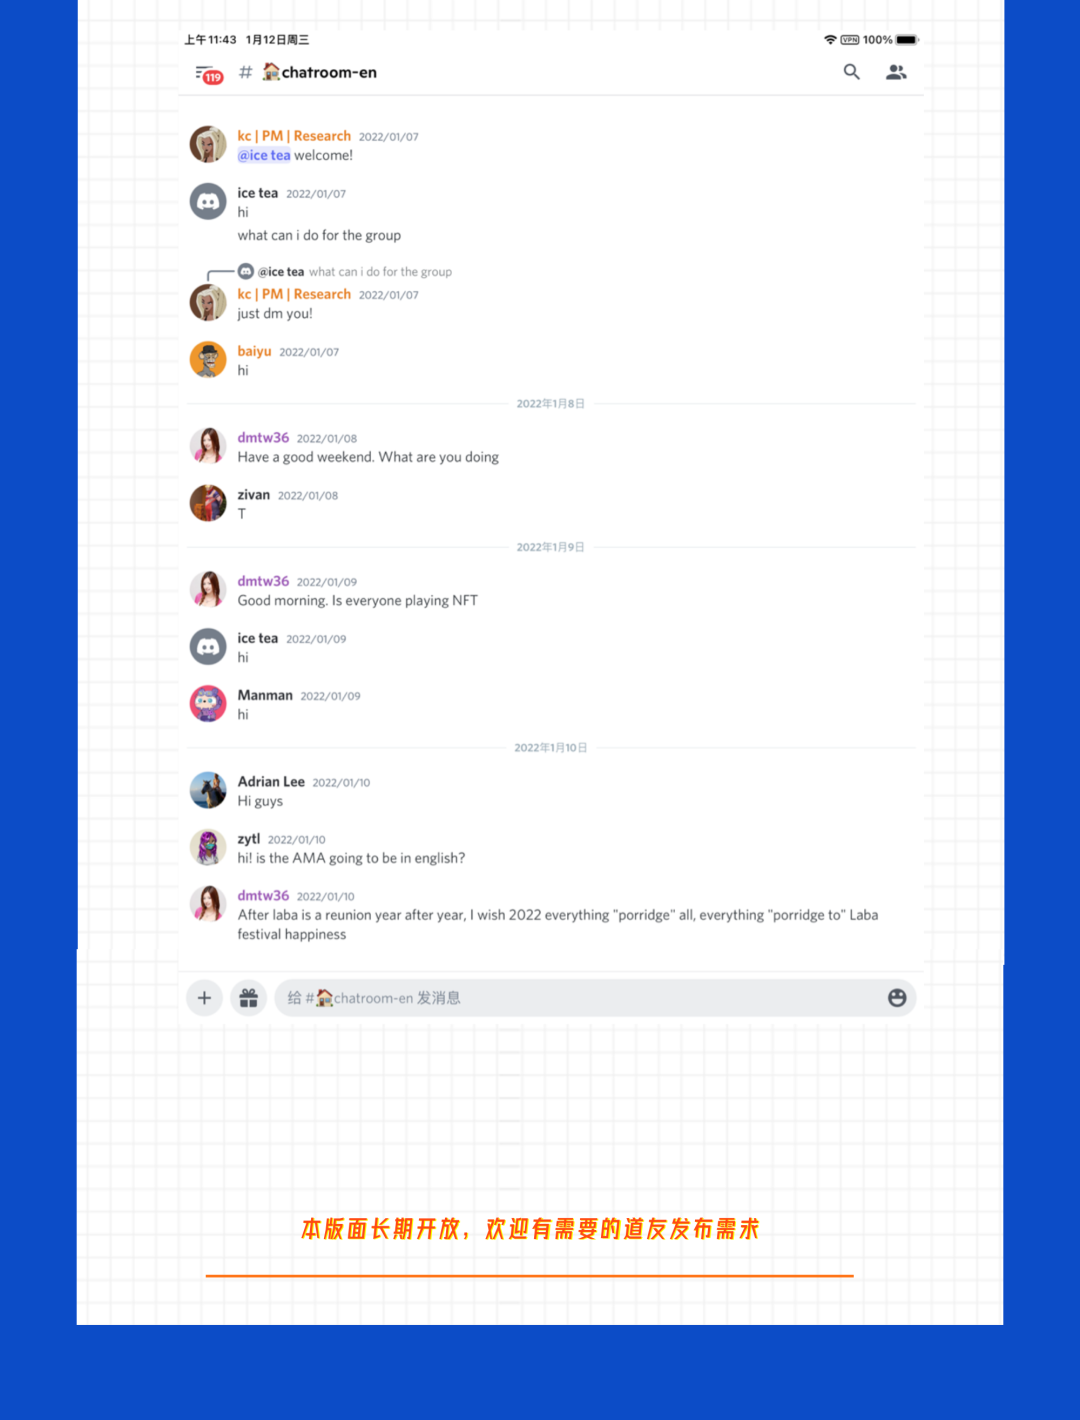 上午11:43 1月12日周三
VPN 100%
119 # 🏠chatroom-en
kc | PM | Research 2022/01/07
@ice tea welcome!
ice tea 2022/01/07
hi
what can i do for the group
@ice tea what can i do for the group
kc | PM | Research 2022/01/07
just dm you!
baiyu 2022/01/07
hi
2022年1月8日
dmtw36 2022/01/08
Have a good weekend. What are you doing
zivan 2022/01/08
T
2022年1月9日
dmtw36 2022/01/09
Good morning. Is everyone playing NFT
ice tea 2022/01/09
hi
Manman 2022/01/09
hi
2022年1月10日
Adrian Lee 2022/01/10
Hi guys
zytl 2022/01/10
hi! is the AMA going to be in english?
dmtw36 2022/01/10
After laba is a reunion year after year, I wish 2022 everything "porridge" all, everything "porridge to" Laba
festival happiness
给 #🏠chatroom-en 发消息
本版面长期开放，欢迎有需要的道友发布需求